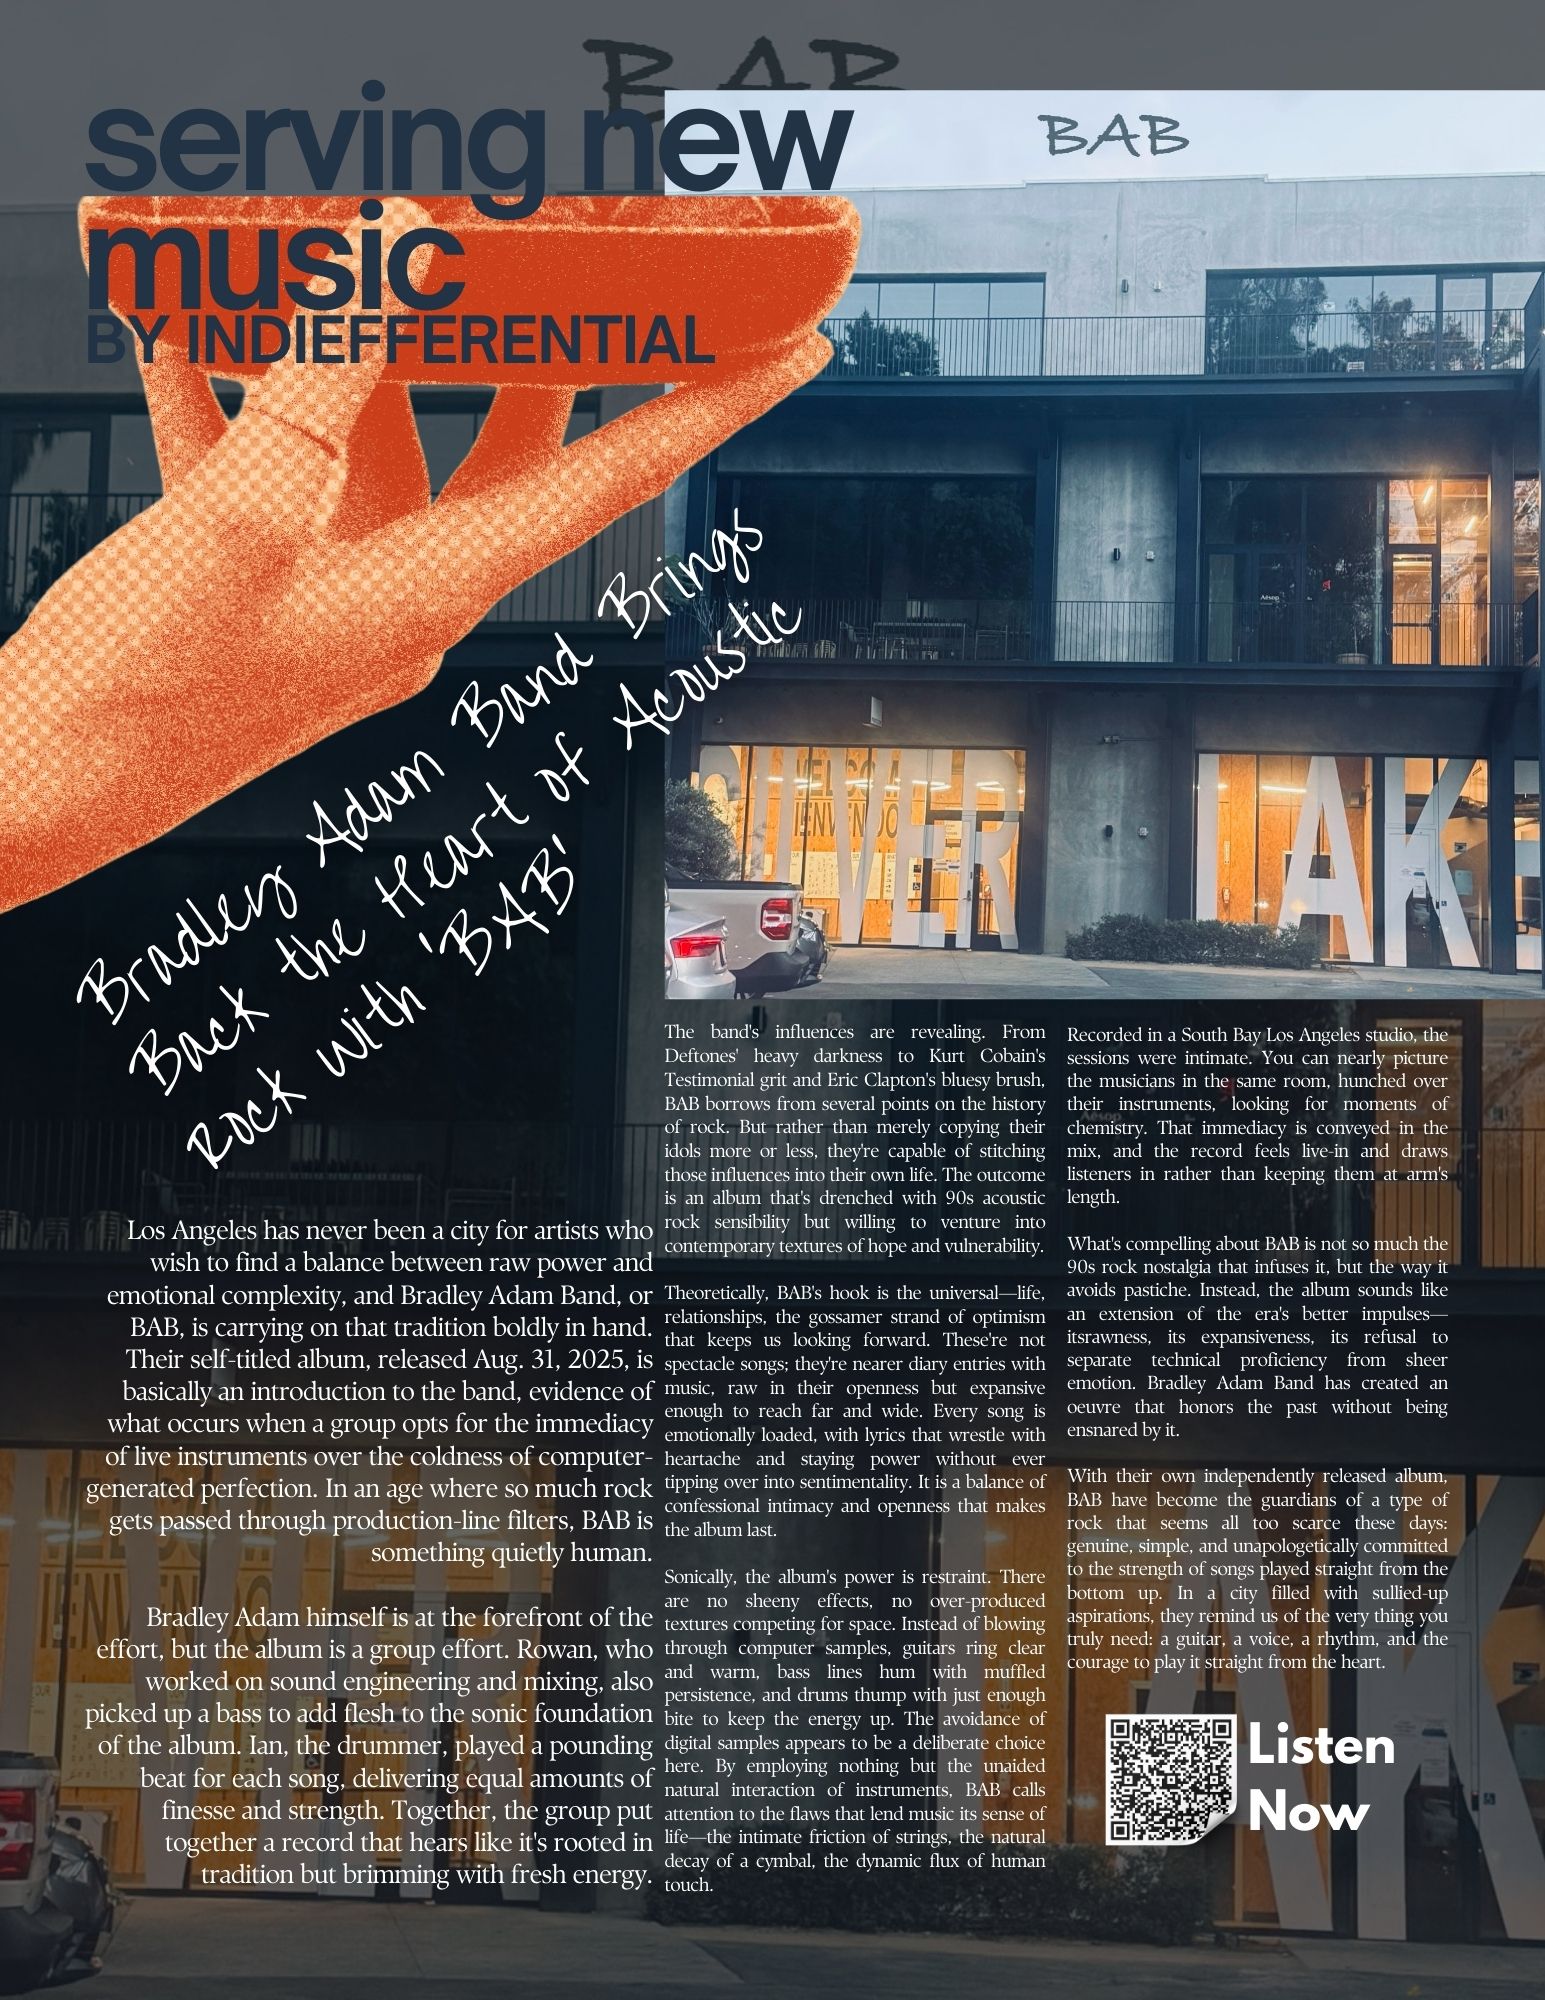 BAB
BAB
serving new
music
BY INDIEFFERENTIAL
Aēsop
LAKE
Bradley Adam Band Brings
Back the Heart of Acoustic
Rock with 'BAB'
Los Angeles has never been a city for artists who
wish to find a balance between raw power and
emotional complexity, and Bradley Adam Band, or
BAB, is carrying on that tradition boldly in hand.
Their self-titled album, released Aug. 31, 2025, is
basically an introduction to the band, evidence of
what occurs when a group opts for the immediacy
of live instruments over the coldness of computer-
generated perfection. In an age where so much rock
gets passed through production-line filters, BAB is
something quietly human.
Bradley Adam himself is at the forefront of the
effort, but the album is a group effort. Rowan, who
worked on sound engineering and mixing, also
picked up a bass to add flesh to the sonic foundation
of the album. Ian, the drummer, played a pounding
beat for each song, delivering equal amounts of
finesse and strength. Together, the group put
together a record that hears like it's rooted in
tradition but brimming with fresh energy.
The band's influences are revealing. From
Deftones' heavy darkness to Kurt Cobain's
Testimonial grit and Eric Clapton's bluesy brush,
BAB borrows from several points on the history
of rock. But rather than merely copying their
idols more or less, they're capable of stitching
those influences into their own life. The outcome
is an album that's drenched with 90s acoustic
rock sensibility but willing to venture into
contemporary textures of hope and vulnerability.
Theoretically, BAB's hook is the universal—life,
relationships, the gossamer strand of optimism
that keeps us looking forward. These're not
spectacle songs; they're nearer diary entries with
music, raw in their openness but expansive
enough to reach far and wide. Every song is
emotionally loaded, with lyrics that wrestle with
heartache and staying power without ever
tipping over into sentimentality. It is a balance of
confessional intimacy and openness that makes
the album last.
Sonically, the album's power is restraint. There
are no sheeny effects, no over-produced
textures competing for space. Instead of blowing
through computer samples, guitars ring clear
and warm, bass lines hum with muffled
persistence, and drums thump with just enough
bite to keep the energy up. The avoidance of
digital samples appears to be a deliberate choice
here. By employing nothing but the unaided
natural interaction of instruments, BAB calls
attention to the flaws that lend music its sense of
life—the intimate friction of strings, the natural
decay of a cymbal, the dynamic flux of human
touch.
Recorded in a South Bay Los Angeles studio, the
sessions were intimate. You can nearly picture
the musicians in the same room, hunched over
their instruments, looking for moments of
chemistry. That immediacy is conveyed in the
mix, and the record feels live-in and draws
listeners in rather than keeping them at arm's
length.
What's compelling about BAB is not so much the
90s rock nostalgia that infuses it, but the way it
avoids pastiche. Instead, the album sounds like
an extension of the era's better impulses—
itsrawness, its expansiveness, its refusal to
separate technical proficiency from sheer
emotion. Bradley Adam Band has created an
oeuvre that honors the past without being
ensnared by it.
With their own independently released album,
BAB have become the guardians of a type of
rock that seems all too scarce these days:
genuine, simple, and unapologetically committed
to the strength of songs played straight from the
bottom up. In a city filled with sullied-up
aspirations, they remind us of the very thing you
truly need: a guitar, a voice, a rhythm, and the
courage to play it straight from the heart.
Listen
Now